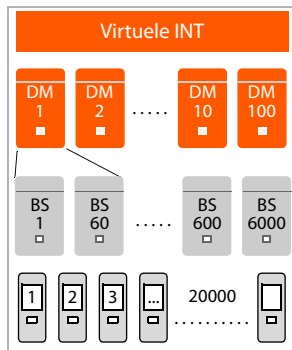 Virtuele INT
DM 1 DM 2 ..... DM 10 DM 100
BS 1 BS 60 ..... BS 600 BS 6000
1 2 3 ... 20000 ..........